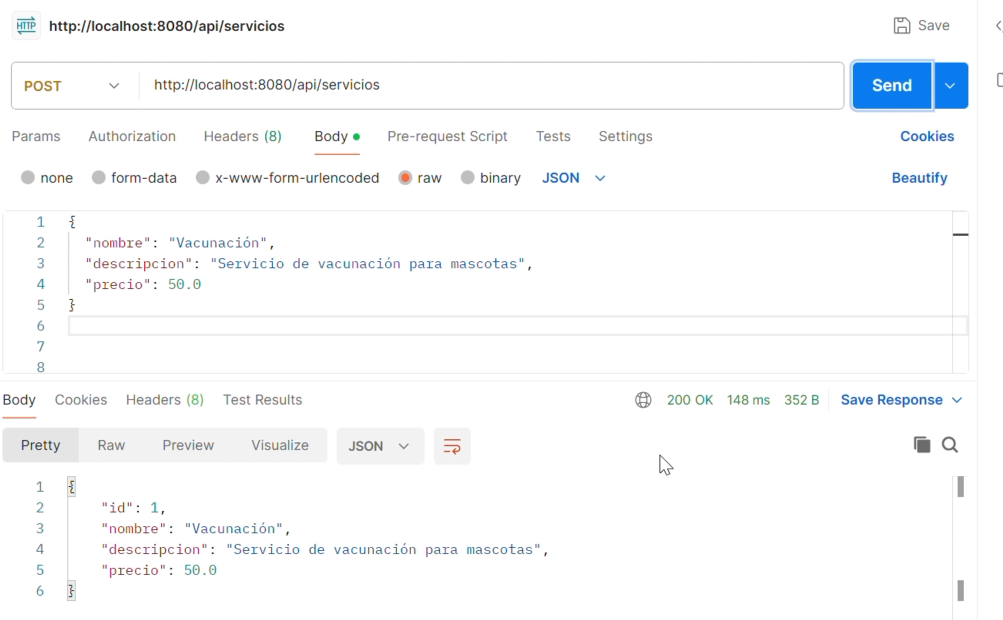 HTTP http://localhost:8080/api/servicios Save
POST http://localhost:8080/api/servicios Send
Params Authorization Headers (8) Body Pre-request Script Tests Settings Cookies
none form-data x-www-form-urlencoded raw binary JSON Beautify
1 {
2 "nombre": "Vacunación",
3 "descripcion": "Servicio de vacunación para mascotas",
4 "precio": 50.0
5 }
6
7
8
Body Cookies Headers (8) Test Results 200 OK 148 ms 352 B Save Response
Pretty Raw Preview Visualize JSON
1 {
2 "id": 1,
3 "nombre": "Vacunación",
4 "descripcion": "Servicio de vacunación para mascotas",
5 "precio": 50.0
6 }